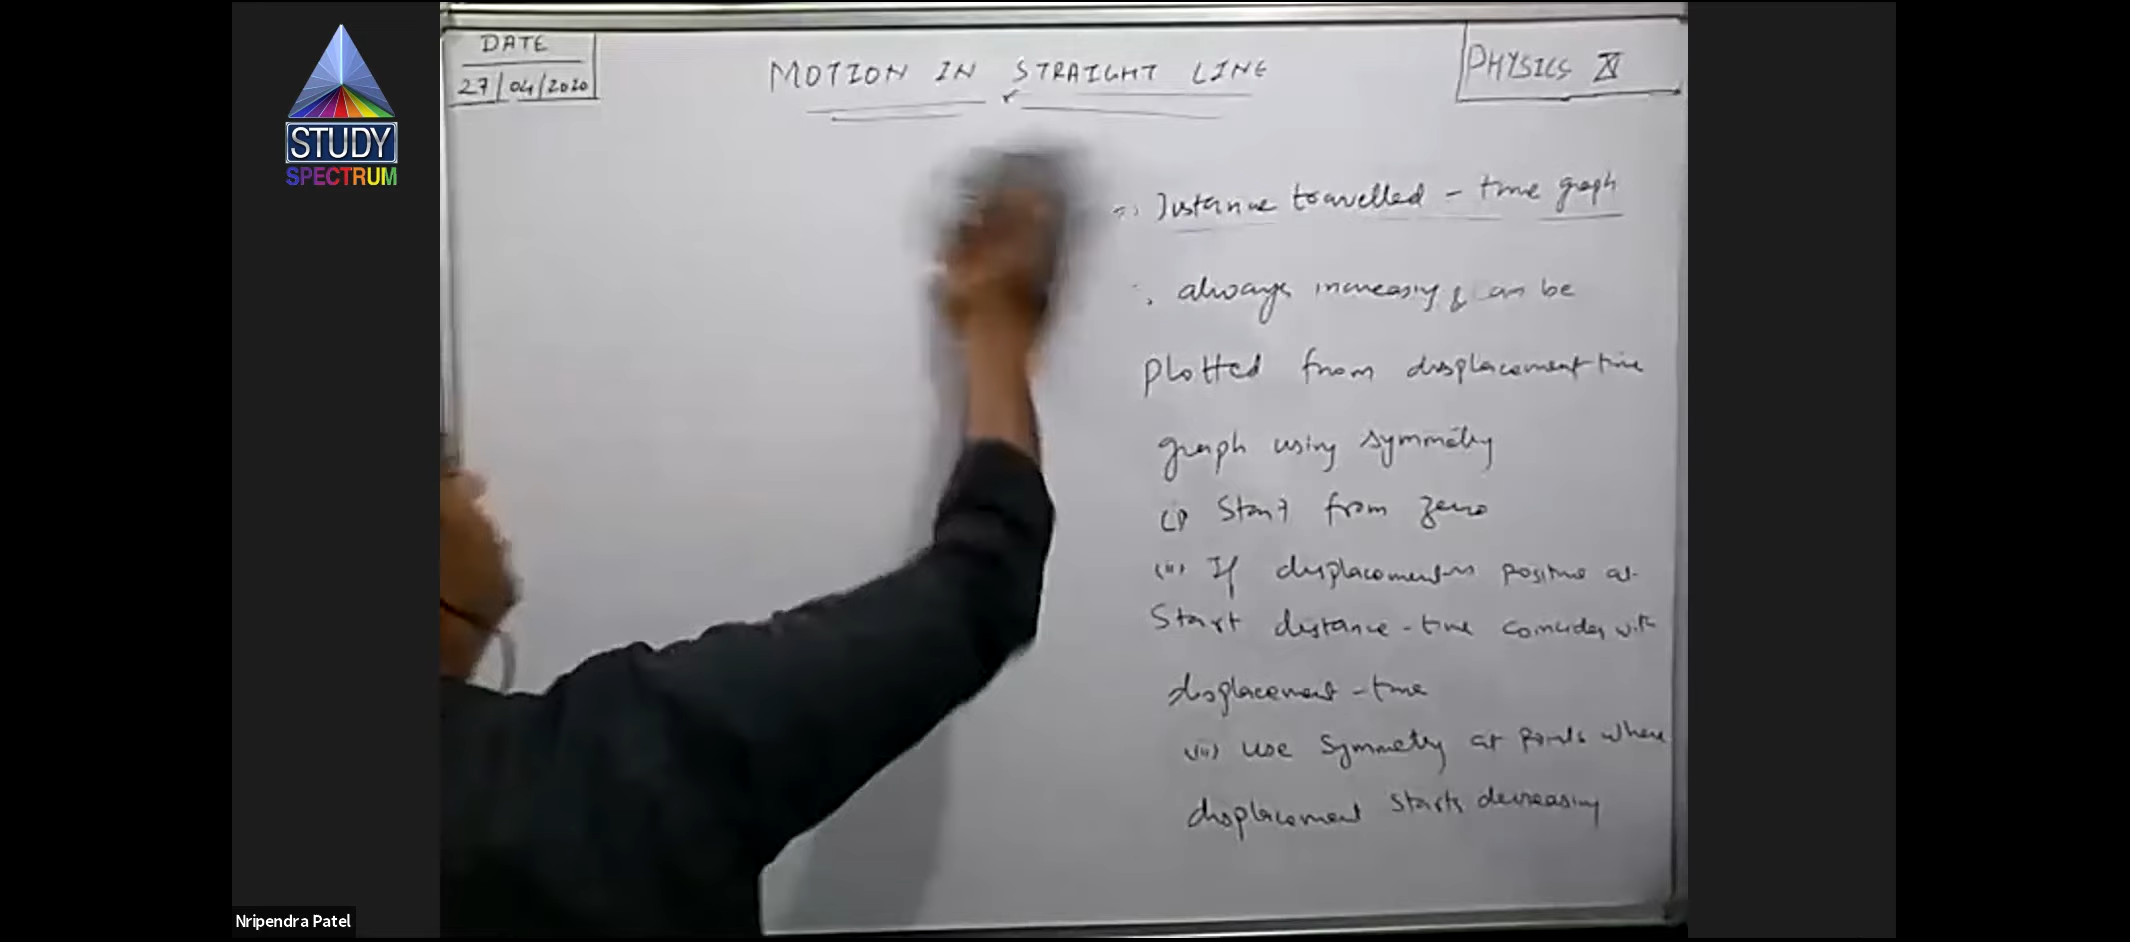 STUDY
SPECTRUM
DATE
27/04/2020
MOTION IN STRAIGHT LINE
PHYSICS XI
Distance travelled - time graph
always increasing & can be
plotted from displacement-time
graph using symmetry
(i) Start from zero
(ii) If displacement is positive at
start distance-time coincides with
displacement-time
(iii) use symmetry at points where
displacement starts decreasing
Nripendra Patel